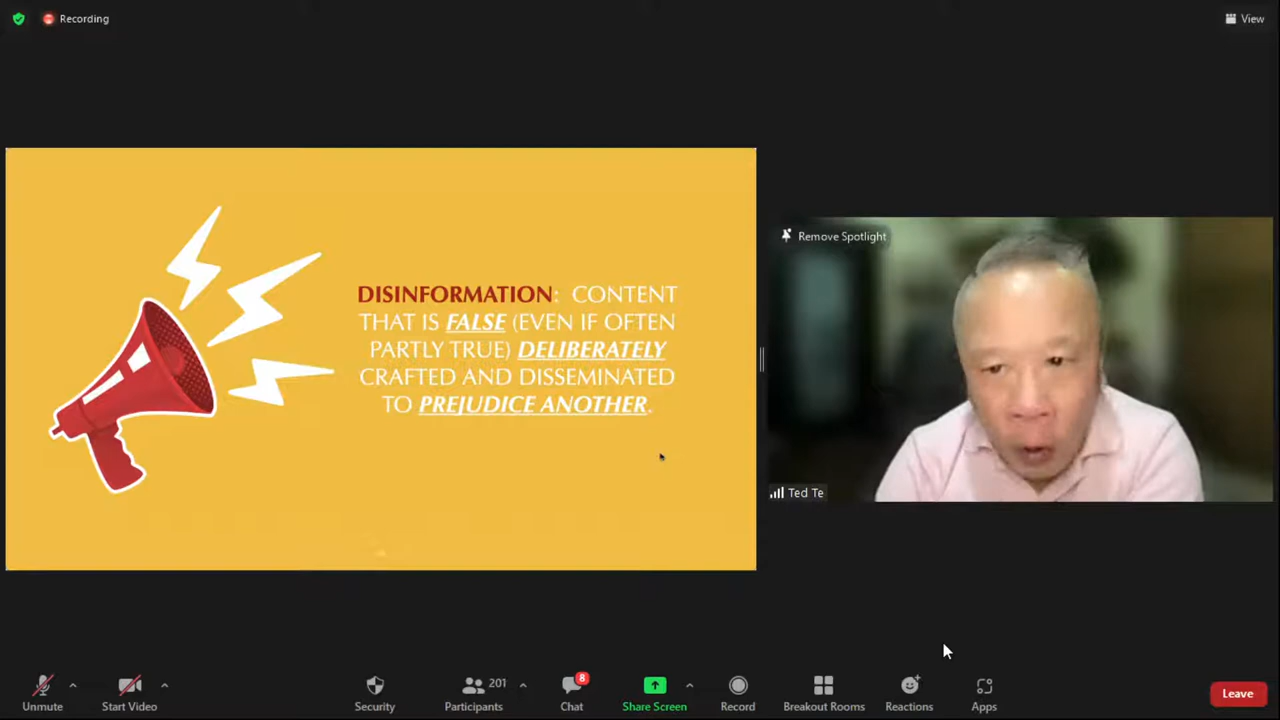 Recording
View
DISINFORMATION: CONTENT
THAT IS FALSE (EVEN IF OFTEN
PARTLY TRUE) DELIBERATELY
CRAFTED AND DISSEMINATED
TO PREJUDICE ANOTHER.
Remove Spotlight
Ted Te
Unmute
Start Video
Security
201
Participants
8
Chat
Share Screen
Record
Breakout Rooms
Reactions
Apps
Leave